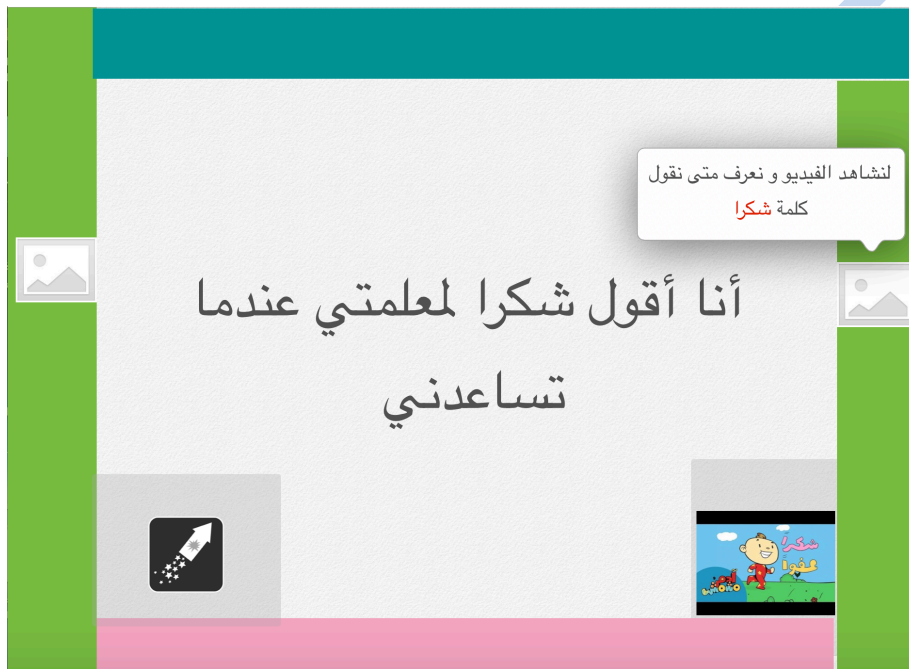 لنشاهد الفيديو و نعرف متى نقول
كلمة شكرا
أنا أقول شكرا لمعلمتي عندما
تساعدني
شكراً
عفواً